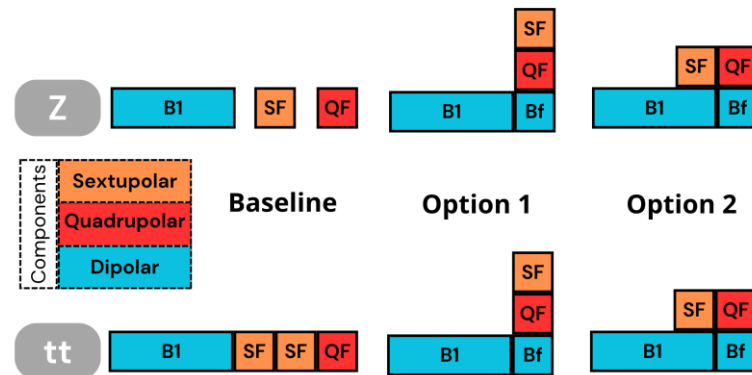 SF SF
QF SF QF
Z B1 SF QF B1 Bf B1 Bf
Components
Sextupolar
Quadrupolar
Dipolar
Baseline Option 1 Option 2
SF
QF SF QF
tt B1 SF SF QF B1 Bf B1 Bf